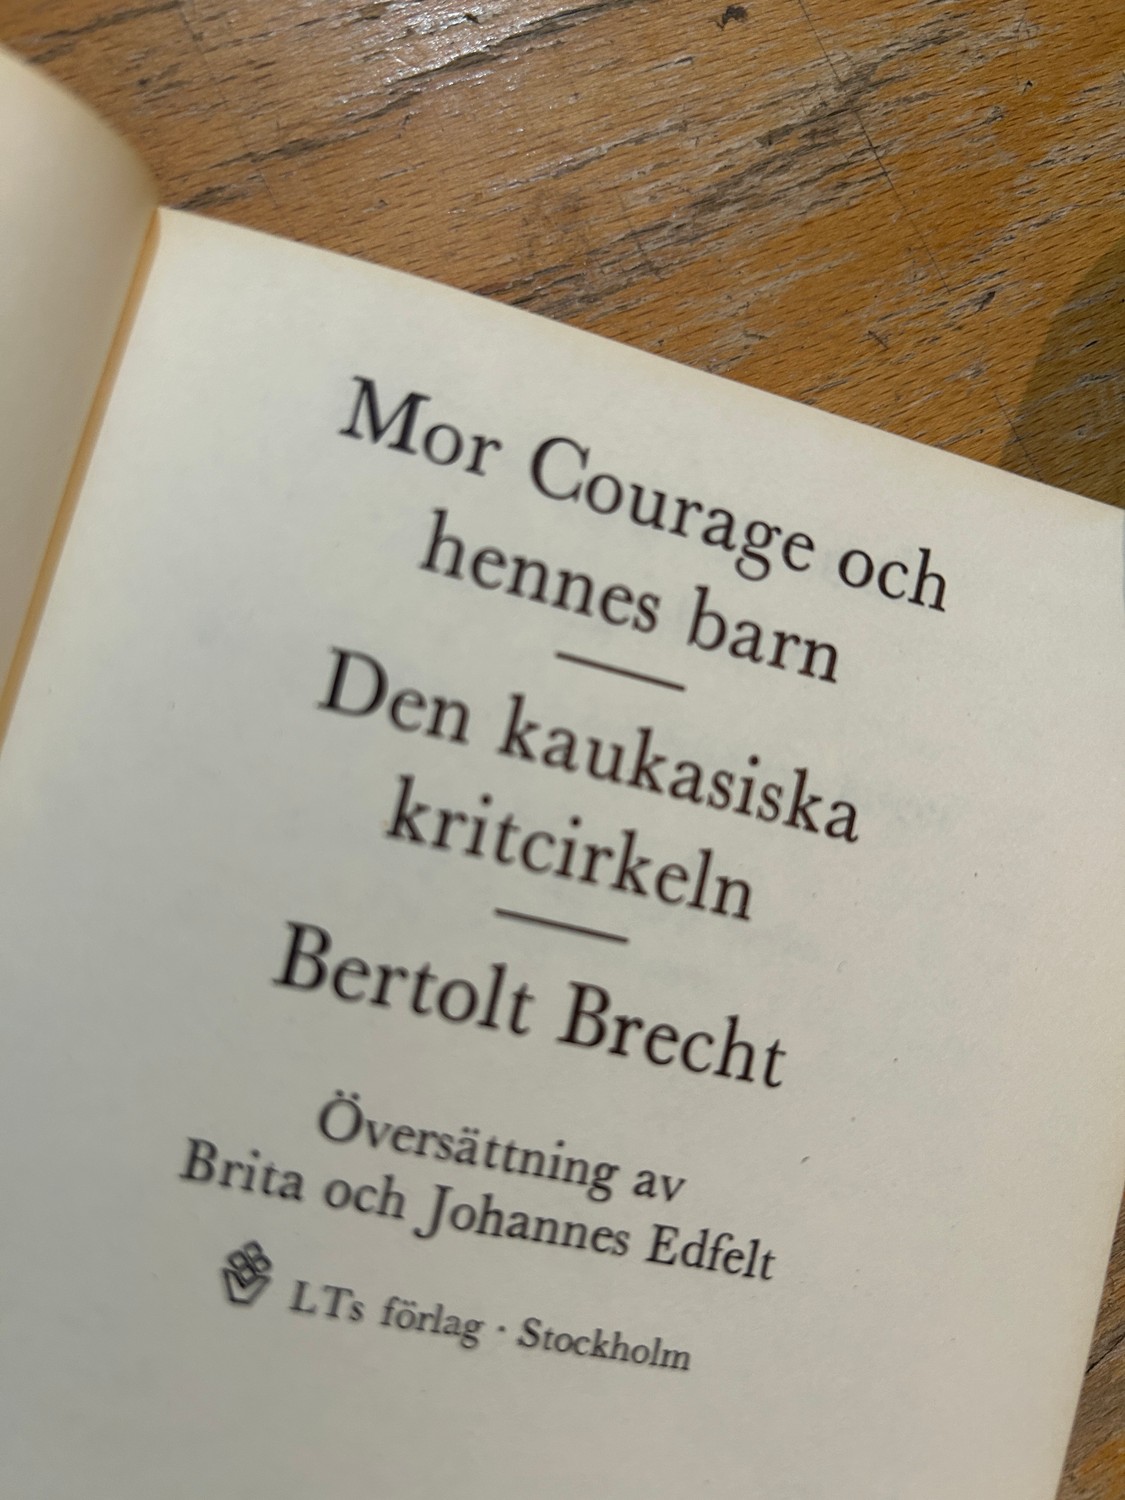 Mor Courage och
hennes barn
Den kaukasiska
kritcirkeln
Bertolt Brecht
Översättning av
Brita och Johannes Edfelt
LTs förlag · Stockholm